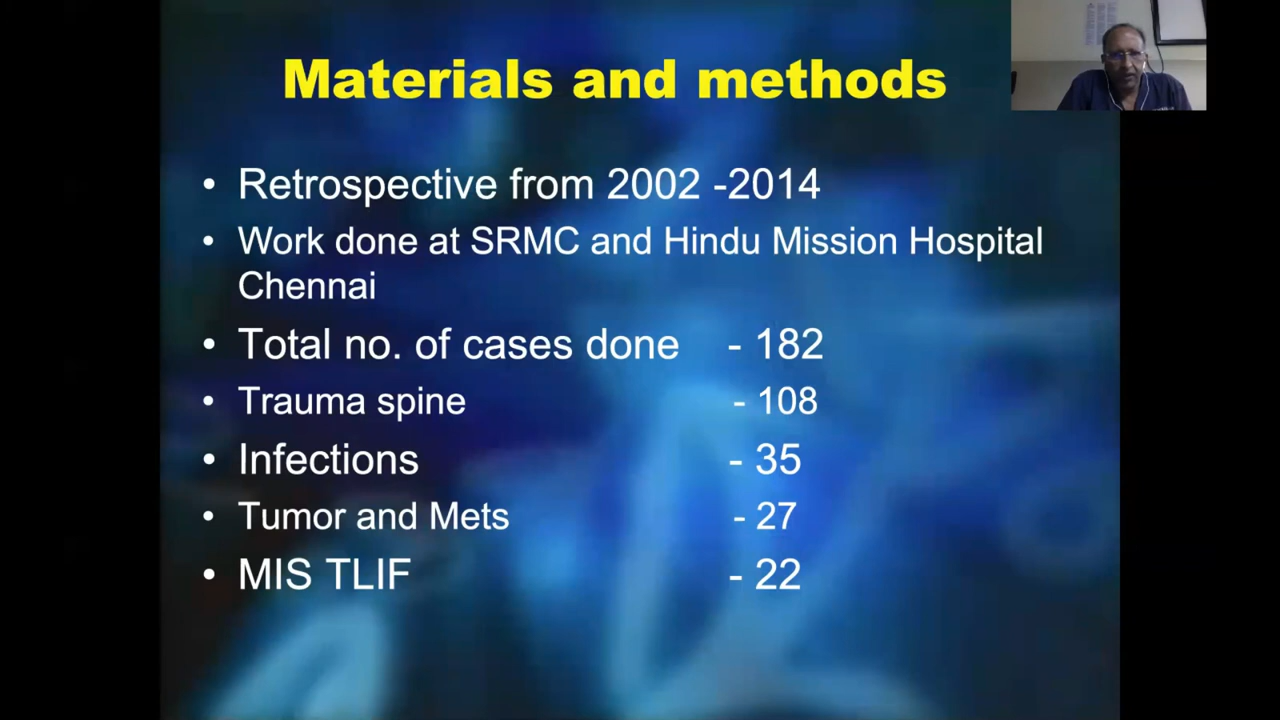 Materials and methods
• Retrospective from 2002 -2014
• Work done at SRMC and Hindu Mission Hospital
Chennai
• Total no. of cases done - 182
• Trauma spine - 108
• Infections - 35
• Tumor and Mets - 27
• MIS TLIF - 22